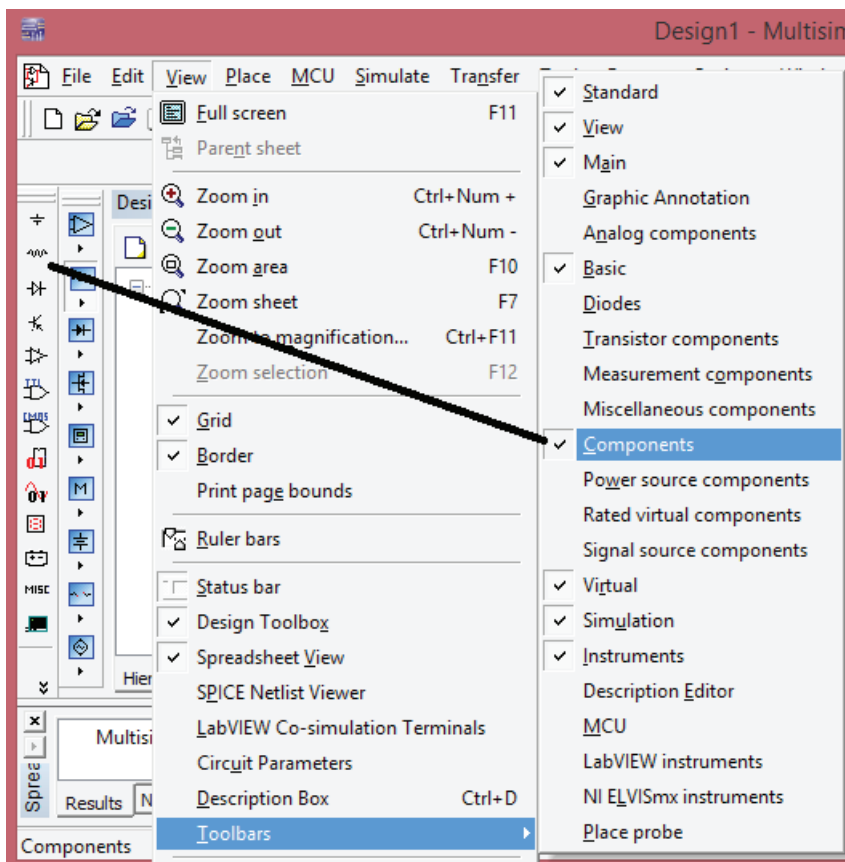 Design1 - Multisim
File Edit View Place MCU Simulate Transfer
Full screen F11
Parent sheet
Zoom in Ctrl+Num +
Zoom out Ctrl+Num -
Zoom area F10
Zoom sheet F7
Zoom to magnification... Ctrl+F11
Zoom selection F12
Grid
Border
Print page bounds
Ruler bars
Status bar
Design Toolbox
Spreadsheet View
SPICE Netlist Viewer
LabVIEW Co-simulation Terminals
Circuit Parameters
Description Box Ctrl+D
Toolbars
Standard
View
Main
Graphic Annotation
Analog components
Basic
Diodes
Transistor components
Measurement components
Miscellaneous components
Components
Power source components
Rated virtual components
Signal source components
Virtual
Simulation
Instruments
Description Editor
MCU
LabVIEW instruments
NI ELVISmx instruments
Place probe
Desi
TTL
CMOS
MISC
M
Hier
Multisi
Sprea
Results N
Components